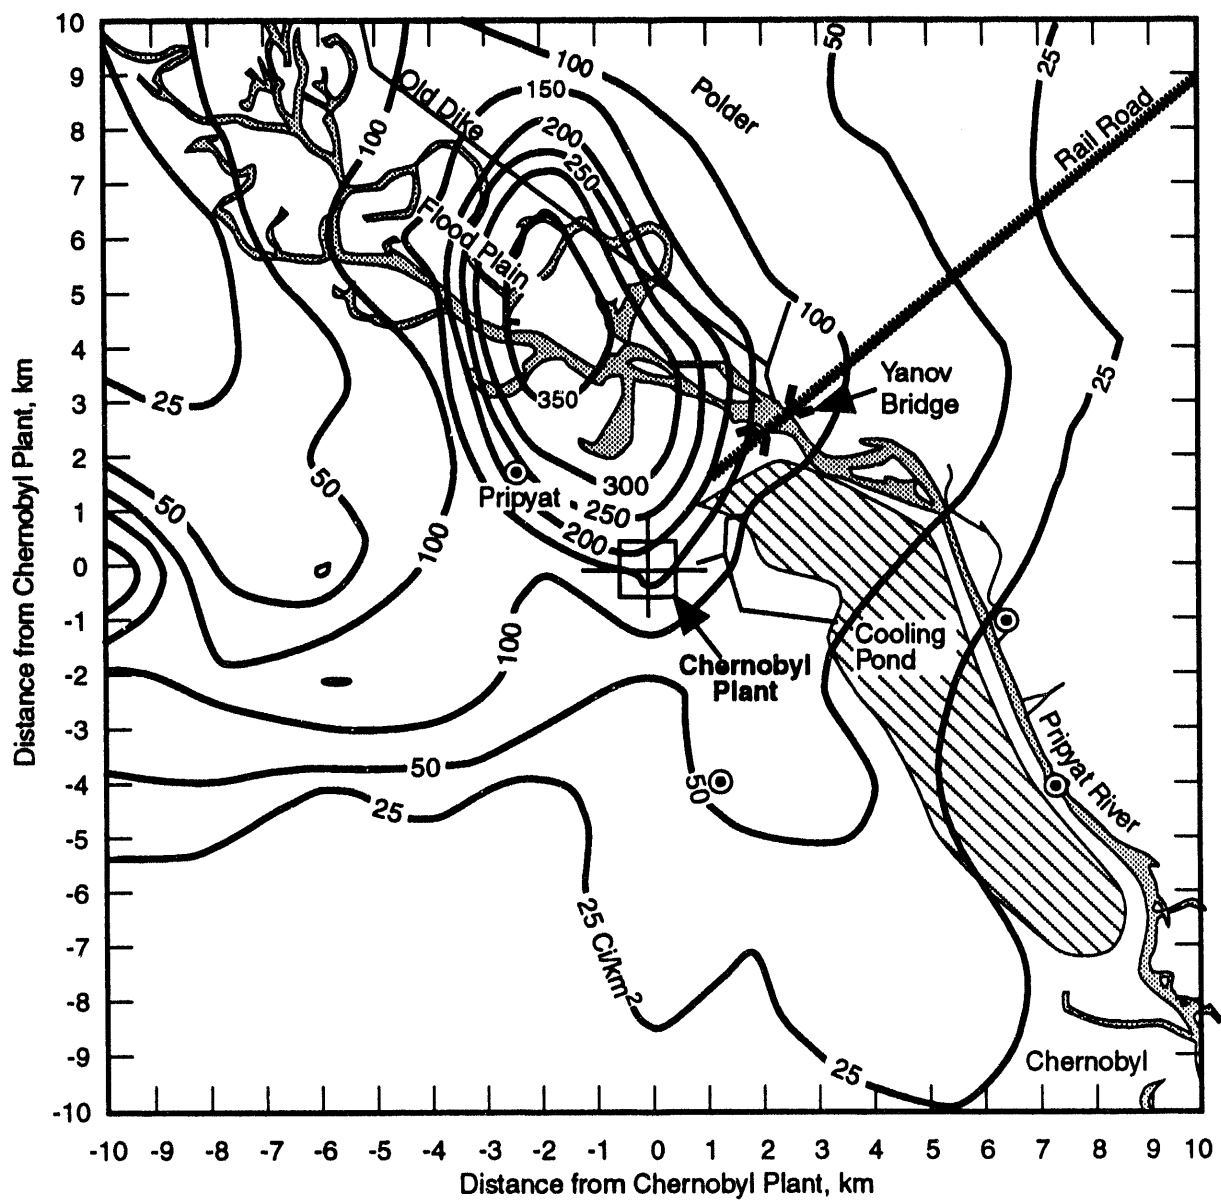 10
9
8
7
6
5
4
3
2
1
0
-1
-2
-3
-4
-5
-6
-7
-8
-9
-10
Distance from Chernobyl Plant, km
-10 -9 -8 -7 -6 -5 -4 -3 -2 -1 0 1 2 3 4 5 6 7 8 9 10
Distance from Chernobyl Plant, km
50
25
100
Old Dike
150
Polder
Rail Road
100
200
250
Flood Plain
100
Yanov
Bridge
25
25
350
50
Pripyat
300
250
200
50
100
100
Cooling
Pond
Chernobyl
Plant
Pripyat River
50
50
25
25 Ci/km2
25
Chernobyl